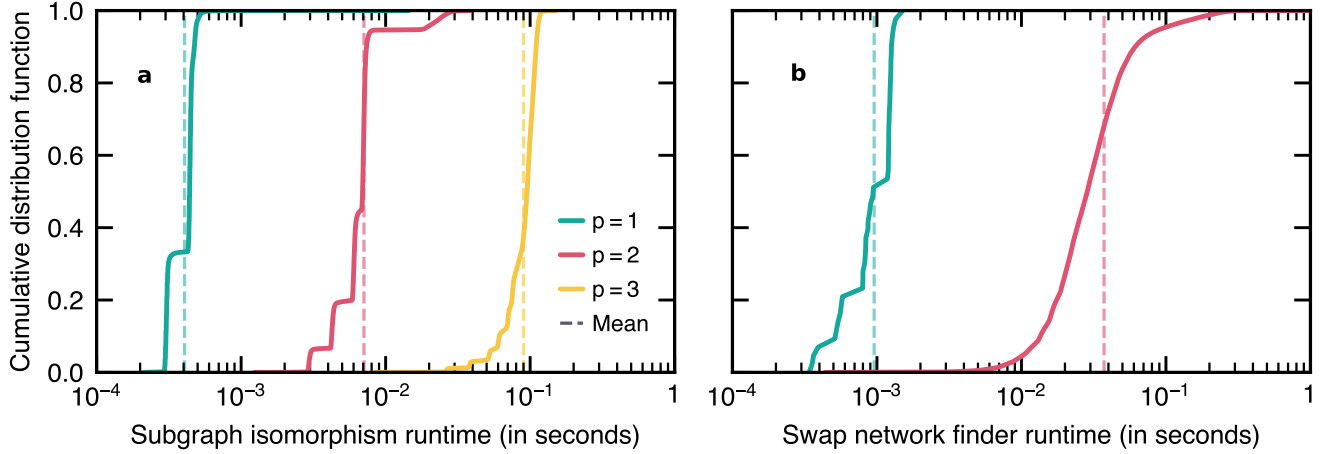 Cumulative distribution function
1.0
0.8
0.6
0.4
0.2
0.0
a
p = 1
p = 2
p = 3
Mean
10⁻⁴ 10⁻³ 10⁻² 10⁻¹ 1
Subgraph isomorphism runtime (in seconds)
b
10⁻⁴ 10⁻³ 10⁻² 10⁻¹ 1
Swap network finder runtime (in seconds)